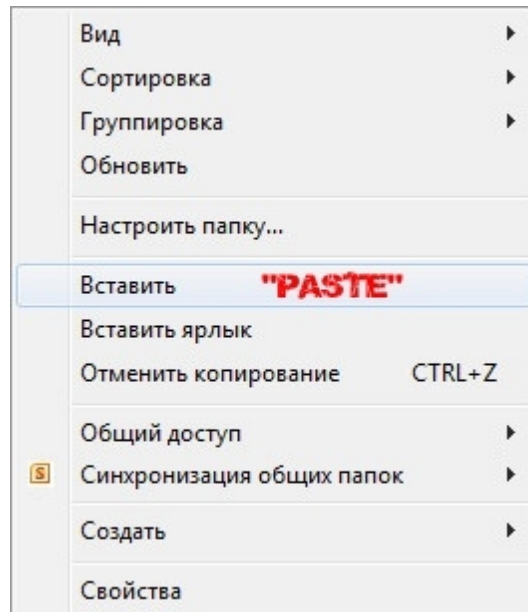 Вид
Сортировка
Группировка
Обновить
Настроить папку...
Вставить "PASTE"
Вставить ярлык
Отменить копирование CTRL+Z
Общий доступ
S Синхронизация общих папок
Создать
Свойства